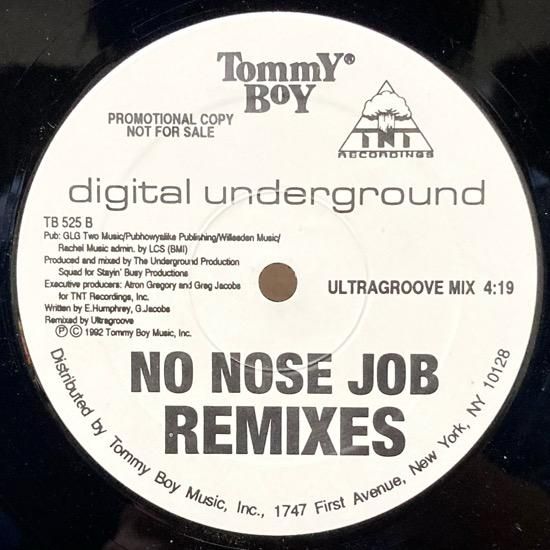 Tommy®
Boy
PROMOTIONAL COPY
NOT FOR SALE
TNT
RECORDINGS
digital underground
TB 525 B
Pub: GLG Two Music/Pubhowyalike Publishing/Willesden Music/
Rachel Music admin. by LCS (BMI)
Produced and mixed by The Underground Production
Squad for Stayin' Busy Productions
Executive producers: Atron Gregory and Greg Jacobs
for TNT Recordings, Inc.
Written by E.Humphrey, G.Jacobs
Remixed by Ultragroove
Ⓟ Ⓒ 1992 Tommy Boy Music, Inc.
ULTRAGROOVE MIX 4:19
NO NOSE JOB
REMIXES
Distributed by Tommy Boy Music, Inc., 1747 First Avenue, New York, NY 10128